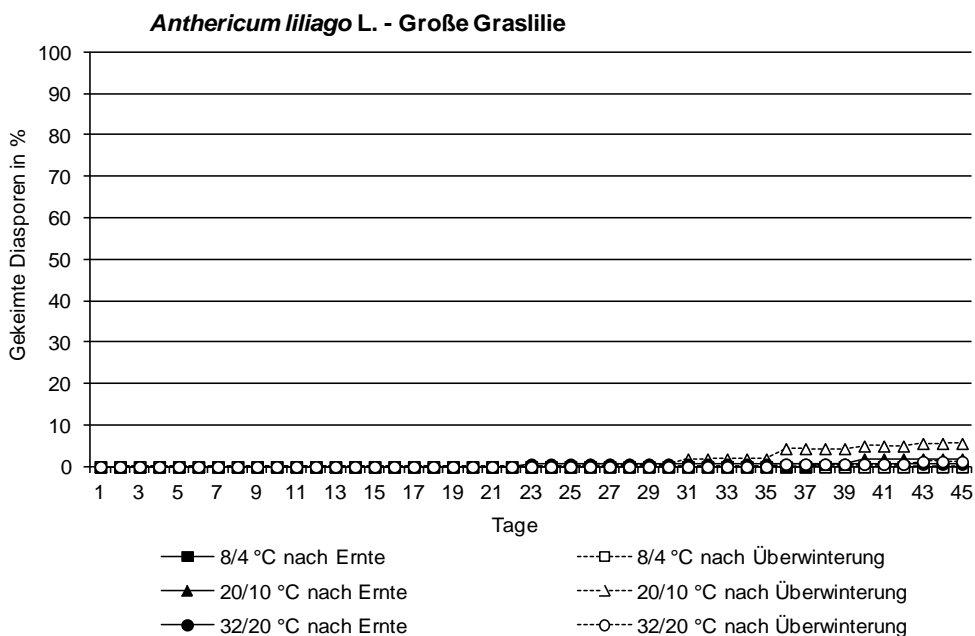 Anthericum liliago L. - Große Graslilie
100
90
80
70
60
50
40
30
20
10
0
Gekeimte Diasporen in %
1 3 5 7 9 11 13 15 17 19 21 23 25 27 29 31 33 35 37 39 41 43 45
Tage
8/4 °C nach Ernte 8/4 °C nach Überwinterung
20/10 °C nach Ernte 20/10 °C nach Überwinterung
32/20 °C nach Ernte 32/20 °C nach Überwinterung